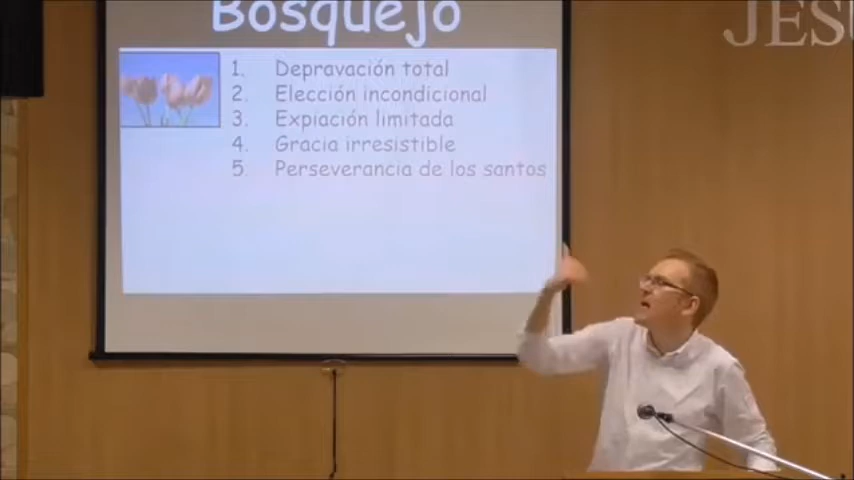 Bosquejo
JESU
1. Depravación total
2. Elección incondicional
3. Expiación limitada
4. Gracia irresistible
5. Perseverancia de los santos